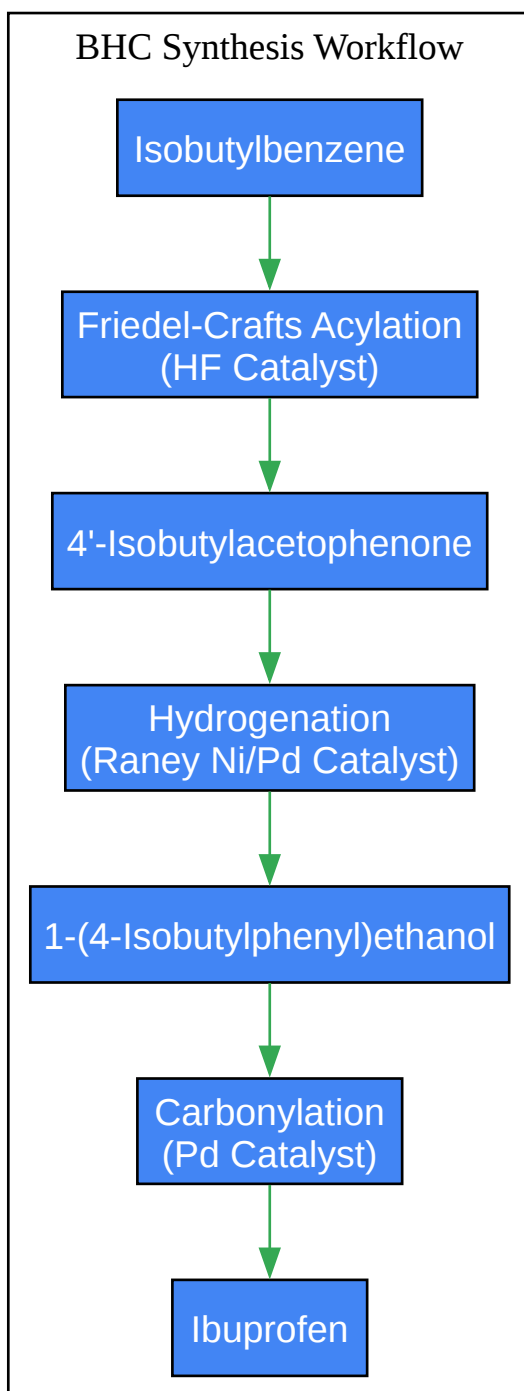 BHC Synthesis Workflow
Isobutylbenzene
Friedel-Crafts Acylation
(HF Catalyst)
4'-Isobutylacetophenone
Hydrogenation
(Raney Ni/Pd Catalyst)
1-(4-Isobutylphenyl)ethanol
Carbonylation
(Pd Catalyst)
Ibuprofen